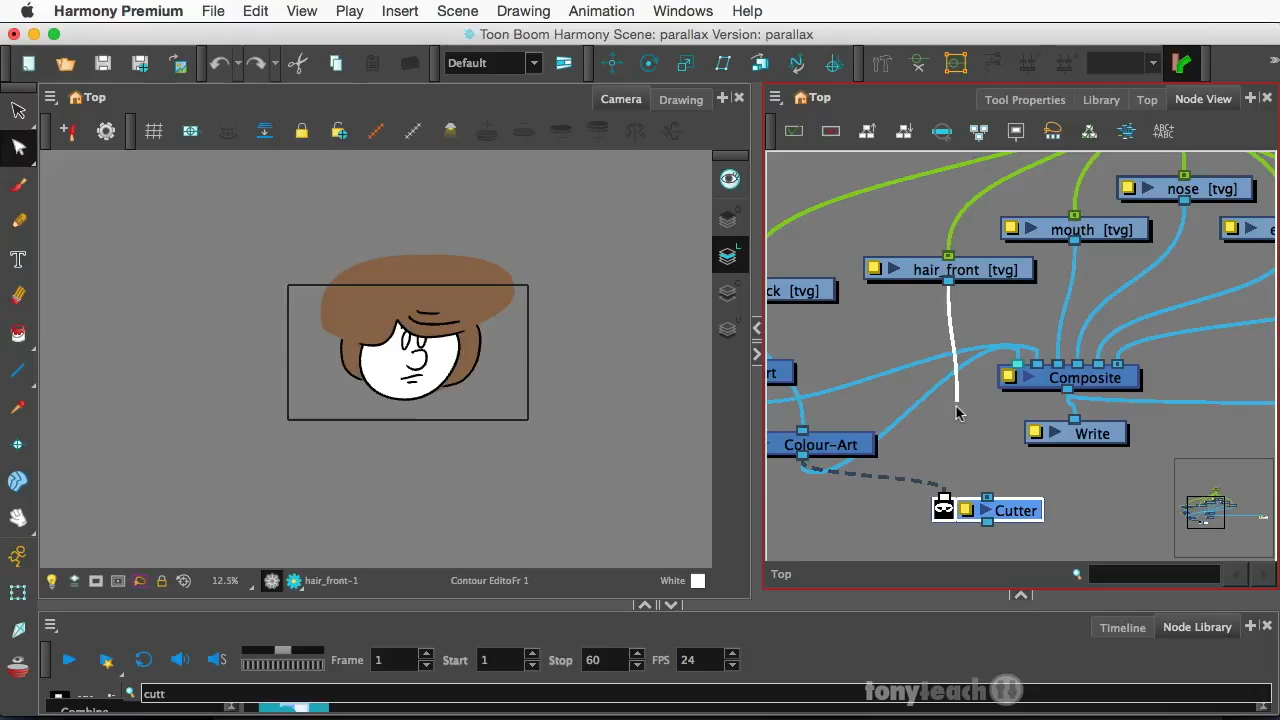 Harmony Premium File Edit View Play Insert Scene Drawing Animation Windows Help
Toon Boom Harmony Scene: parallax Version: parallax
Default
Top
Camera
Drawing
Top
Tool Properties
Library
Top
Node View
ABC+
+ABC
nose [tvg]
mouth [tvg]
hair_front [tvg]
ck [tvg]
e
rt
Composite
Colour-Art
Write
Cutter
12.5%
hair_front-1
Contour EditoFr 1
White
Top
Timeline
Node Library
Frame 1
Start 1
Stop 60
FPS 24
cutt
Combine
tonyteach